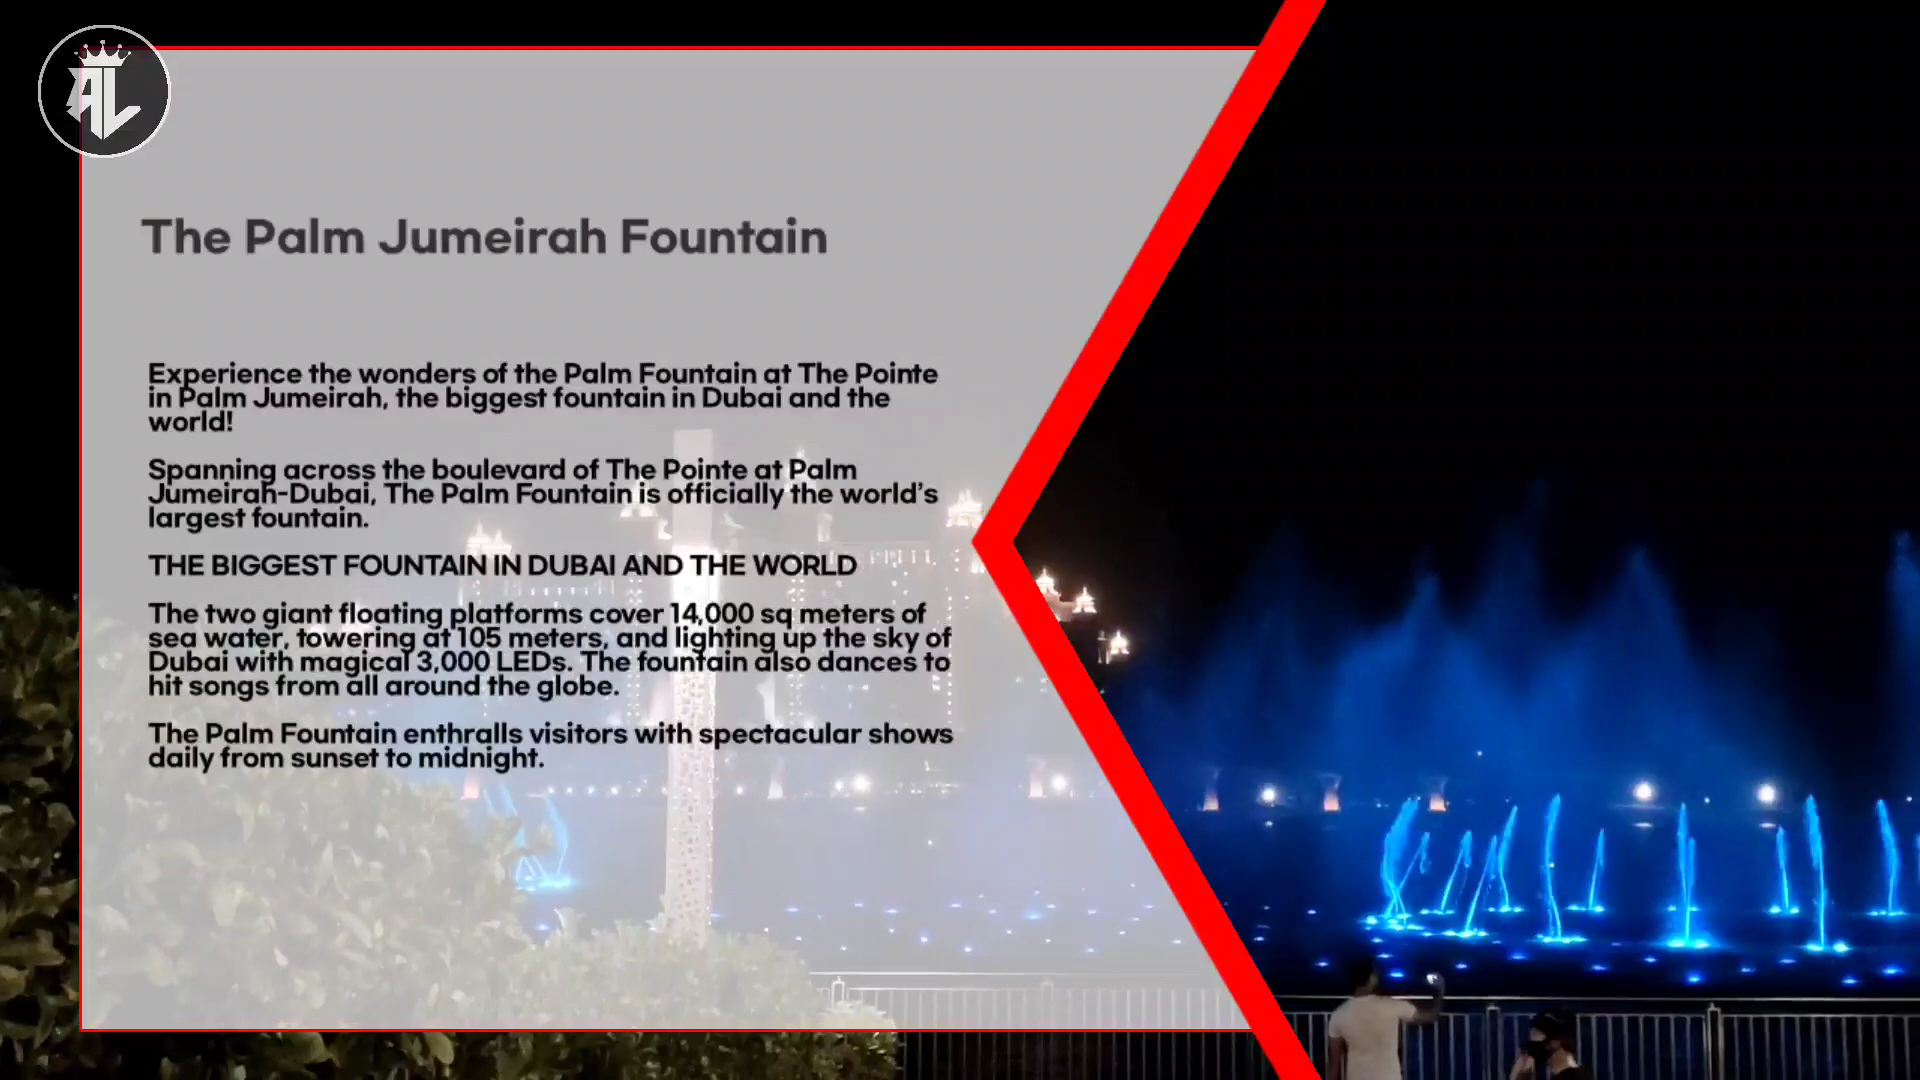 AL
The Palm Jumeirah Fountain
Experience the wonders of the Palm Fountain at The Pointe
in Palm Jumeirah, the biggest fountain in Dubai and the
world!
Spanning across the boulevard of The Pointe at Palm
Jumeirah-Dubai, The Palm Fountain is officially the world's
largest fountain.
THE BIGGEST FOUNTAIN IN DUBAI AND THE WORLD
The two giant floating platforms cover 14,000 sq meters of
sea water, towering at 105 meters, and lighting up the sky of
Dubai with magical 3,000 LEDs. The fountain also dances to
hit songs from all around the globe.
The Palm Fountain enthralls visitors with spectacular shows
daily from sunset to midnight.